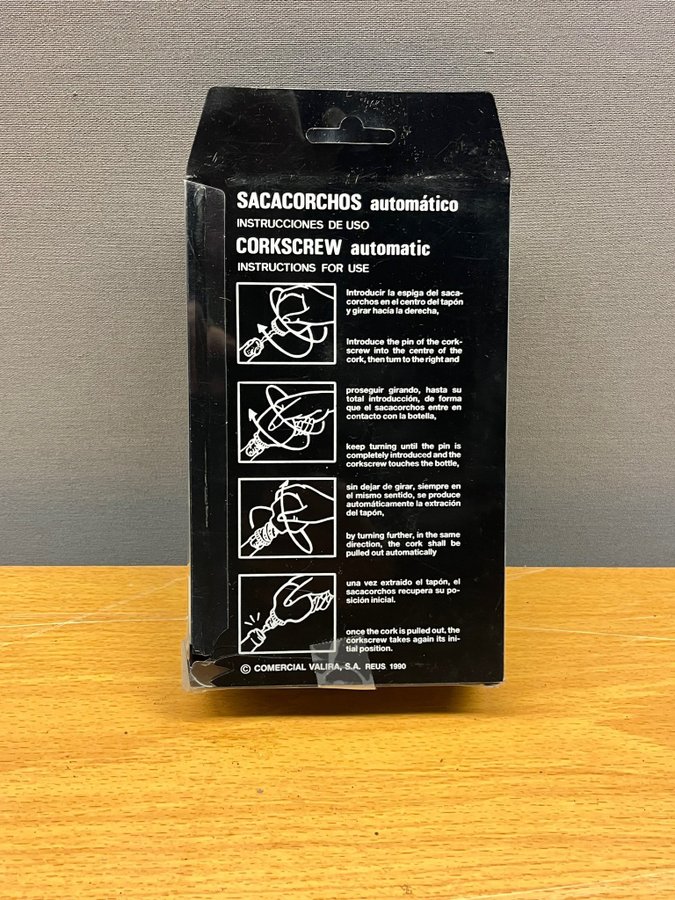 SACACORCHOS automático
INSTRUCCIONES DE USO
CORKSCREW automatic
INSTRUCTIONS FOR USE
Introducir la espiga del saca-
corchos en el centro del tapón
y girar hacía la derecha,
Introduce the pin of the cork-
screw into the centre of the
cork, then turn to the right and
proseguir girando, hasta su
total introducción, de forma
que el sacacorchos entre en
contacto con la botella,
keep turning until the pin is
completely introduced and the
corkscrew touches the bottle,
sin dejar de girar, siempre en
el mismo sentido, se produce
automáticamente la extracción
del tapón,
by turning further, in the same
direction, the cork shall be
pulled out automatically
una vez extraido el tapón, el
sacacorchos recupera su po-
sición inicial.
once the cork is pulled out, the
corkscrew takes again its ini-
tial position.
© COMERCIAL VALIRA, S.A. REUS 1990